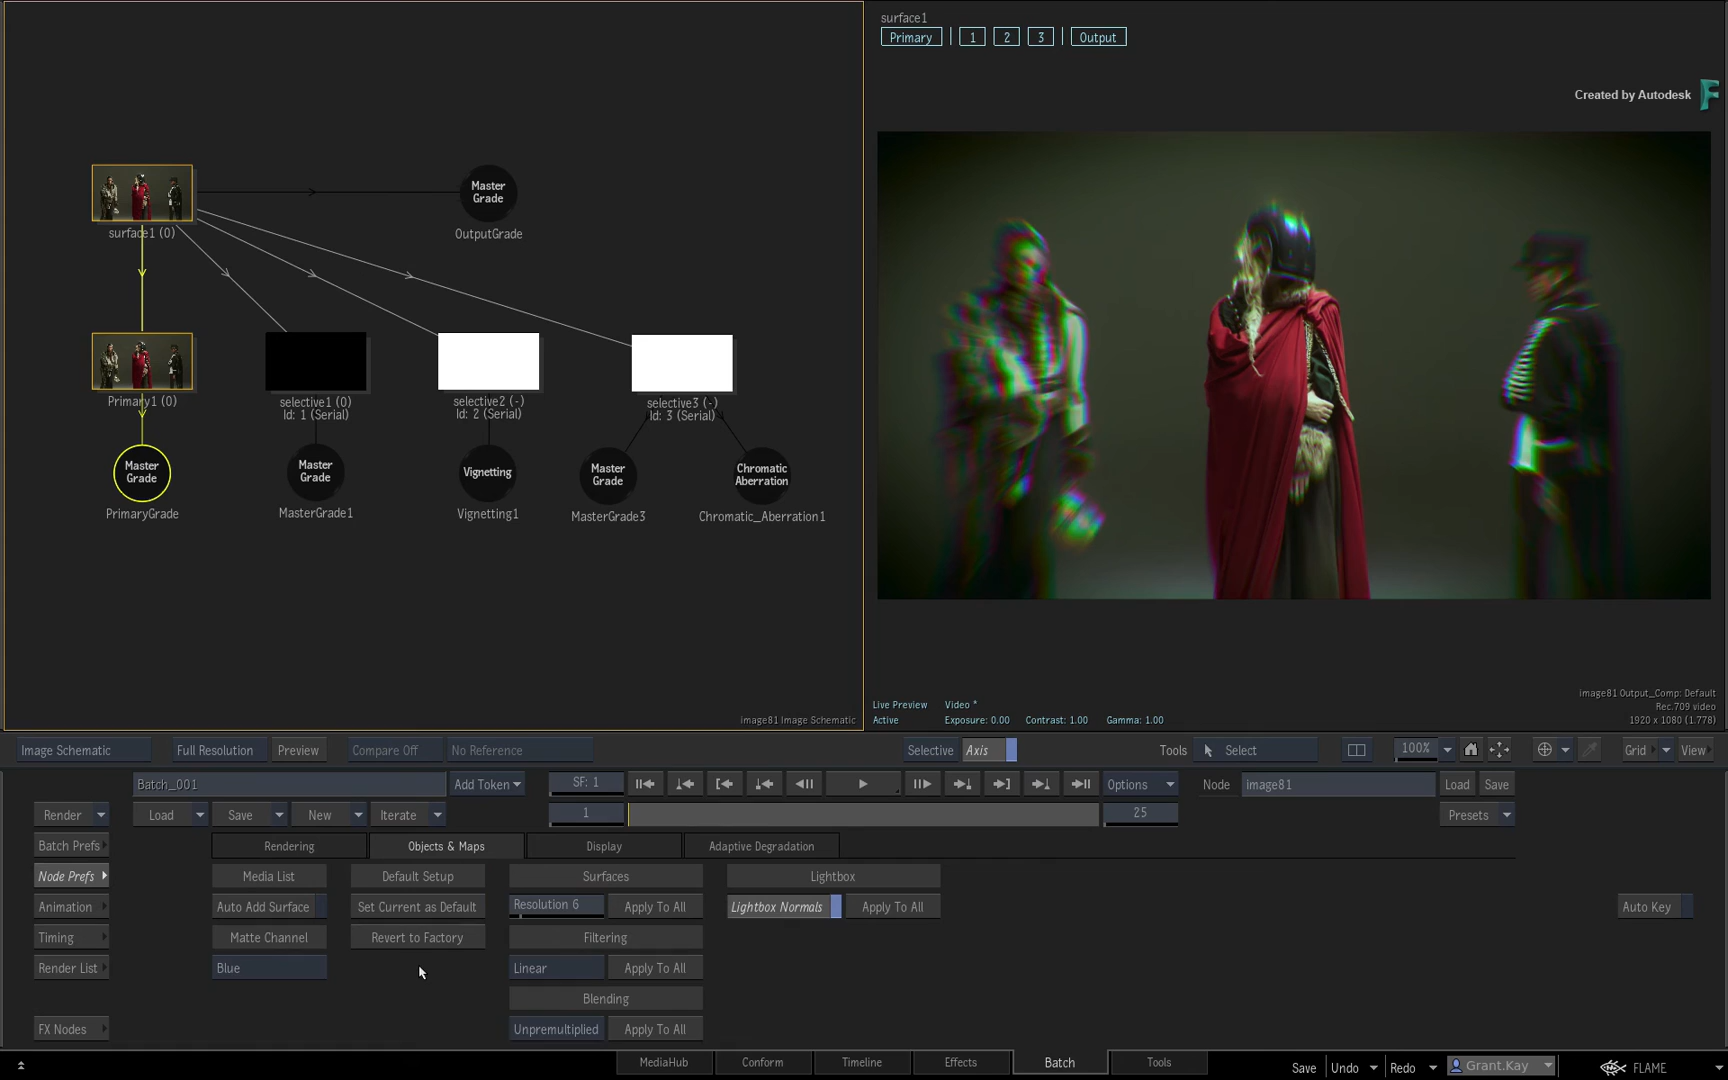 surface1
Primary | 1 2 3 | Output
Created by Autodesk
Master
Grade
surface1 (0)
OutputGrade
Primary1 (0)
selective1 (0)
Id: 1 (Serial)
selective2 (-)
Id: 2 (Serial)
selective3 (-)
Id: 3 (Serial)
Master
Grade
PrimaryGrade
Master
Grade
MasterGrade1
Vignetting
Vignetting1
Master
Grade
MasterGrade3
Chromatic
Aberration
Chromatic_Aberration1
image81 Image Schematic
Live Preview Video *
Active Exposure: 0.00 Contrast: 1.00 Gamma: 1.00
image81 Output_Comp: Default
Rec.709 video
1920 x 1080 (1.778)
Image Schematic Full Resolution Preview Compare Off No Reference Selective Axis Tools Select 100% Grid View
Batch_001 Add Token SF: 1 Options Node image81 Load Save
Render Load Save New Iterate 1 25 Presets
Batch Prefs Rendering Objects & Maps Display Adaptive Degradation
Node Prefs Media List Default Setup Surfaces Lightbox
Animation Auto Add Surface Set Current as Default Resolution 6 Apply To All Lightbox Normals Apply To All Auto Key
Timing Matte Channel Revert to Factory Filtering
Render List Blue Linear Apply To All
Blending
FX Nodes Unpremultiplied Apply To All
MediaHub Conform Timeline Effects Batch Tools Save Undo Redo Grant.Kay FLAME